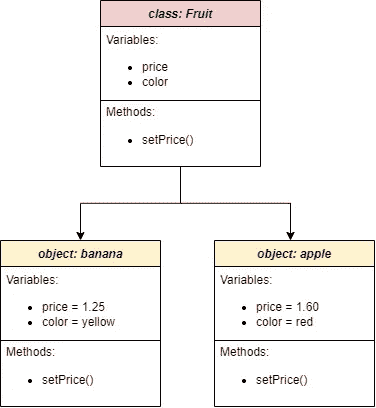 class: Fruit
Variables:
• price
• color
Methods:
• setPrice()
object: banana
Variables:
• price = 1.25
• color = yellow
Methods:
• setPrice()
object: apple
Variables:
• price = 1.60
• color = red
Methods:
• setPrice()